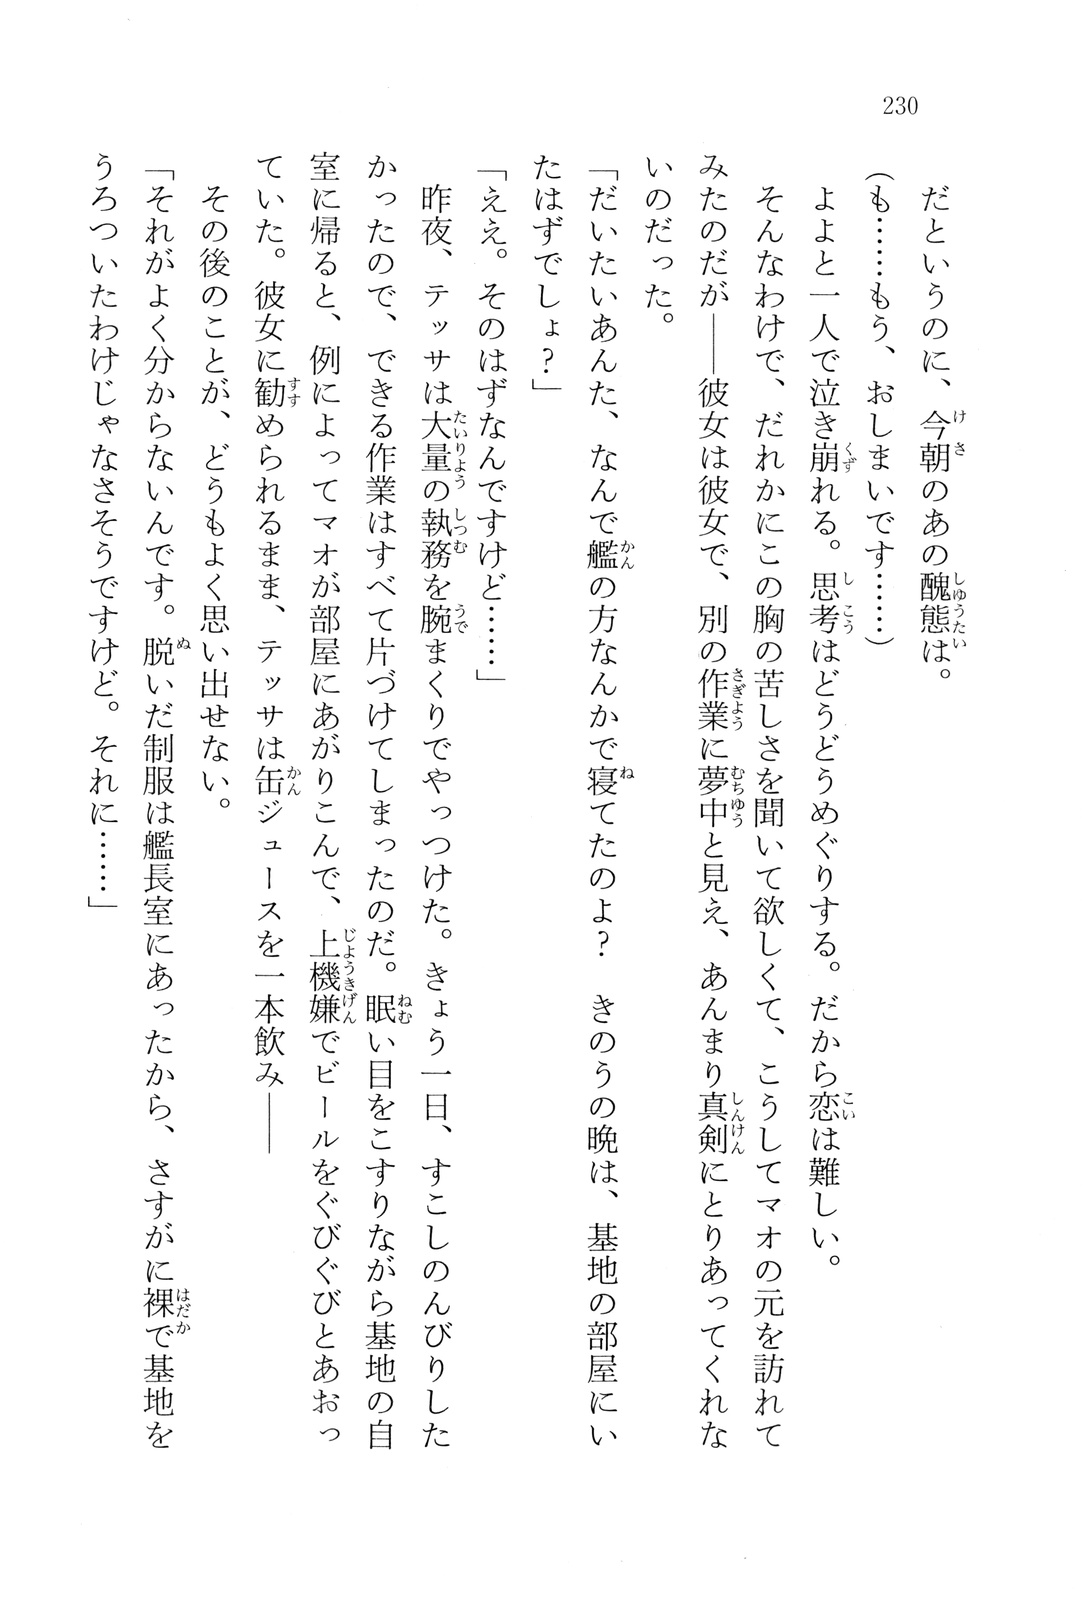 230
だというのに、今朝のあの醜態は。
(も……もう、おしまいです……)
よよと一人で泣き崩れる。思考はどうどうめぐりする。だから恋は難しい。
そんなわけで、だれかにこの胸の苦しさを聞いて欲しくて、こうしてマオの元を訪れて
みたのだが――彼女は彼女で、別の作業に夢中と見え、あんまり真剣にとりあってくれな
いのだった。
「だいたいあんた、なんで艦の方なんかで寝てたのよ? きのうの晩は、基地の部屋にい
たはずでしょ?」
「ええ。そのはずなんですけど……」
昨夜、テッサは大量の執務を腕まくりでやっつけた。きょう一日、すこしのんびりした
かったので、できる作業はすべて片づけてしまったのだ。眠い目をこすりながら基地の自
室に帰ると、例によってマオが部屋にあがりこんで、上機嫌でビールをぐびぐびとあおっ
ていた。彼女に勧められるまま、テッサは缶ジュースを一本飲み――
その後のことが、どうもよく思い出せない。
「それがよく分からないんです。脱いだ制服は艦長室にあったから、さすがに裸で基地を
うろついたわけじゃなさそうですけど。それに……」